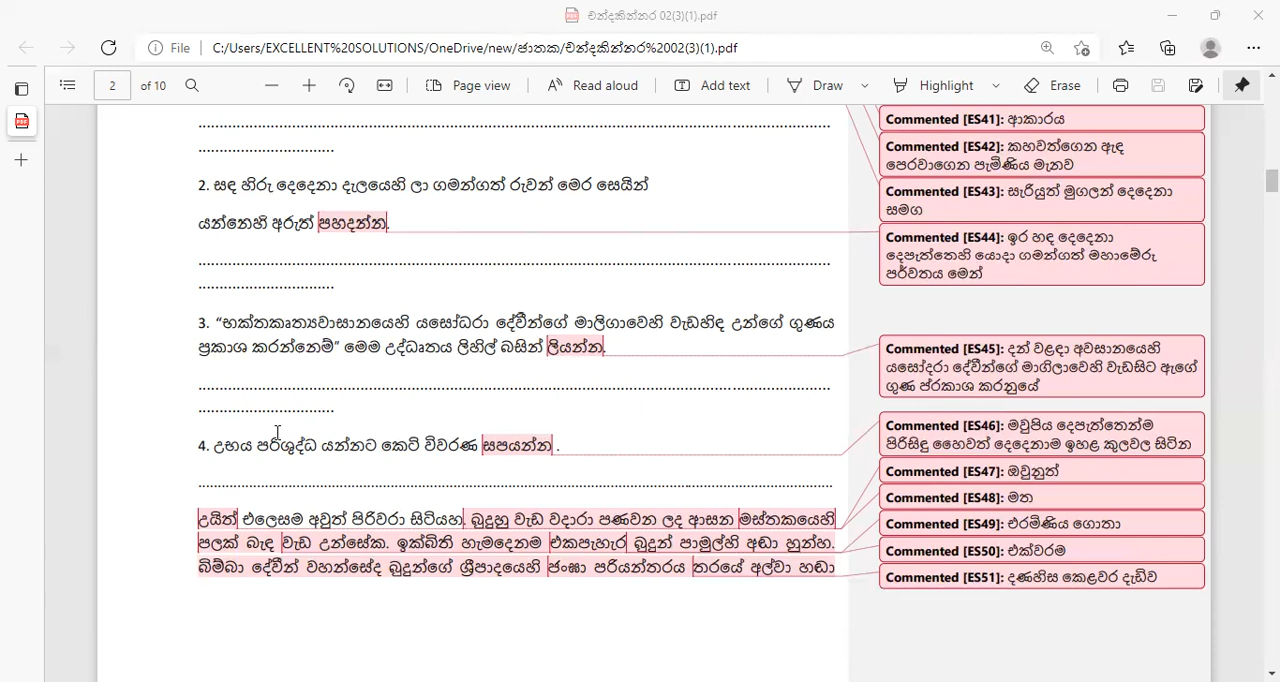 චන්දකින්නර 02(3)(1).pdf
File
C:/Users/EXCELLENT%20SOLUTIONS/OneDrive/new/ජාතක/චන්දකින්නර%2002(3)(1).pdf
2 of 10 Page view Read aloud Add text Draw Highlight Erase
2. සඳ හිරු දෙදෙනා දැලයෙහි ලා ගමන්ගත් රුවන් මෙර සෙයින්
යන්නෙහි අරුත් පහදන්න.
3. “භක්තකෘත්‍යවාසානයෙහි යසෝධරා දේවීන්ගේ මාලිගාවෙහි වැඩහිඳ උන්ගේ ගුණය
ප්‍රකාශ කරන්නෙම්” මෙම උද්ධෘතය ලිහිල් බසින් ලියන්න.
4. උභය පරිශුද්ධ යන්නට කෙටි විවරණ සපයන්න .
උයිත් එලෙසම අවුත් පිරිවරා සිටියහ. බුදුහු වැඩ වදාරා පණවන ලද ආසන මස්තකයෙහි
පලක් බැඳ වැඩ උන්සේක. ඉක්බිති හැමදෙනම එකපැහැර බුදුන් පාමුල්හි අඬා හුන්හ.
බිම්බා දේවීන් වහන්සේද බුදුන්ගේ ශ්‍රීපාදයෙහි ජංඝා පරියන්තරය තරයේ අල්වා හඬා
Commented [ES41]: ආකාරය
Commented [ES42]: කහවත්ගෙන ඇඳ
පෙරවාගෙන පැමිණිය මැනව
Commented [ES43]: සැරියුත් මුගලන් දෙදෙනා
සමග
Commented [ES44]: ඉර හඳ දෙදෙනා
දෙපැත්තෙහි යොදා ගමන්ගත් මහාමේරු
පර්වතය මෙන්
Commented [ES45]: දන් වළඳා අවසානයෙහි
යසෝදරා දේවීන්ගේ මාගිලාවෙහි වැඩසිට ඇගේ
ගුණ ප්රකාශ කරනුයේ
Commented [ES46]: මවුපිය දෙපැත්තෙන්ම
පිරිසිඳු හෙවත් දෙදෙනාම ඉහළ කුලවල සිටින
Commented [ES47]: ඔවුනුත්
Commented [ES48]: මත
Commented [ES49]: එරමිණිය ගොතා
Commented [ES50]: එක්වරම
Commented [ES51]: දණහිස කෙළවර දැඩිව